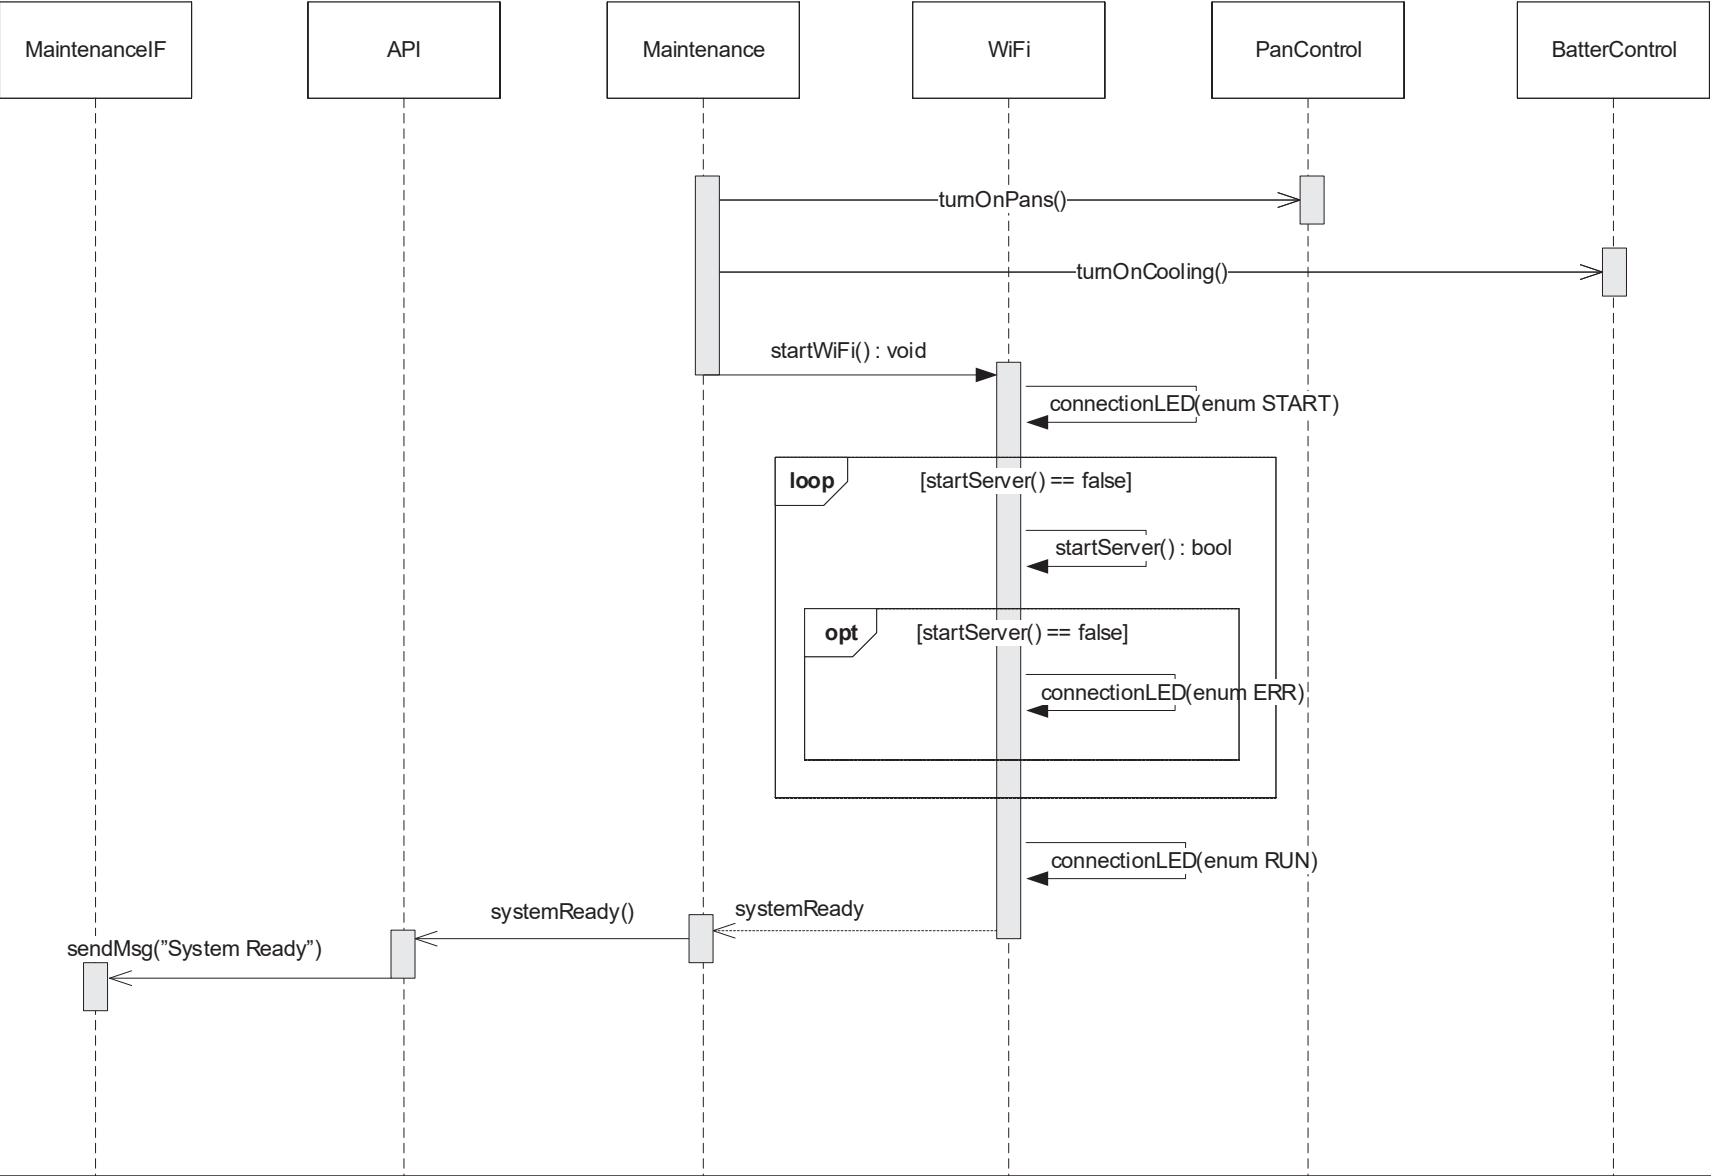 MaintenanceIF
API
Maintenance
WiFi
PanControl
BatterControl
turnOnPans()
turnOnCooling()
startWiFi() : void
connectionLED(enum START)
loop
[startServer() == false]
startServer() : bool
opt
[startServer() == false]
connectionLED(enum ERR)
connectionLED(enum RUN)
systemReady
systemReady()
sendMsg(”System Ready”)